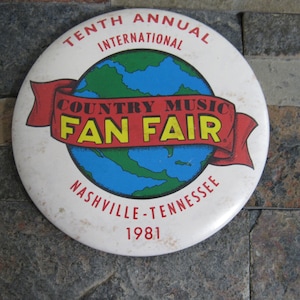 TENTH ANNUAL
INTERNATIONAL
COUNTRY MUSIC
FAN FAIR
NASHVILLE - TENNESSEE
1981